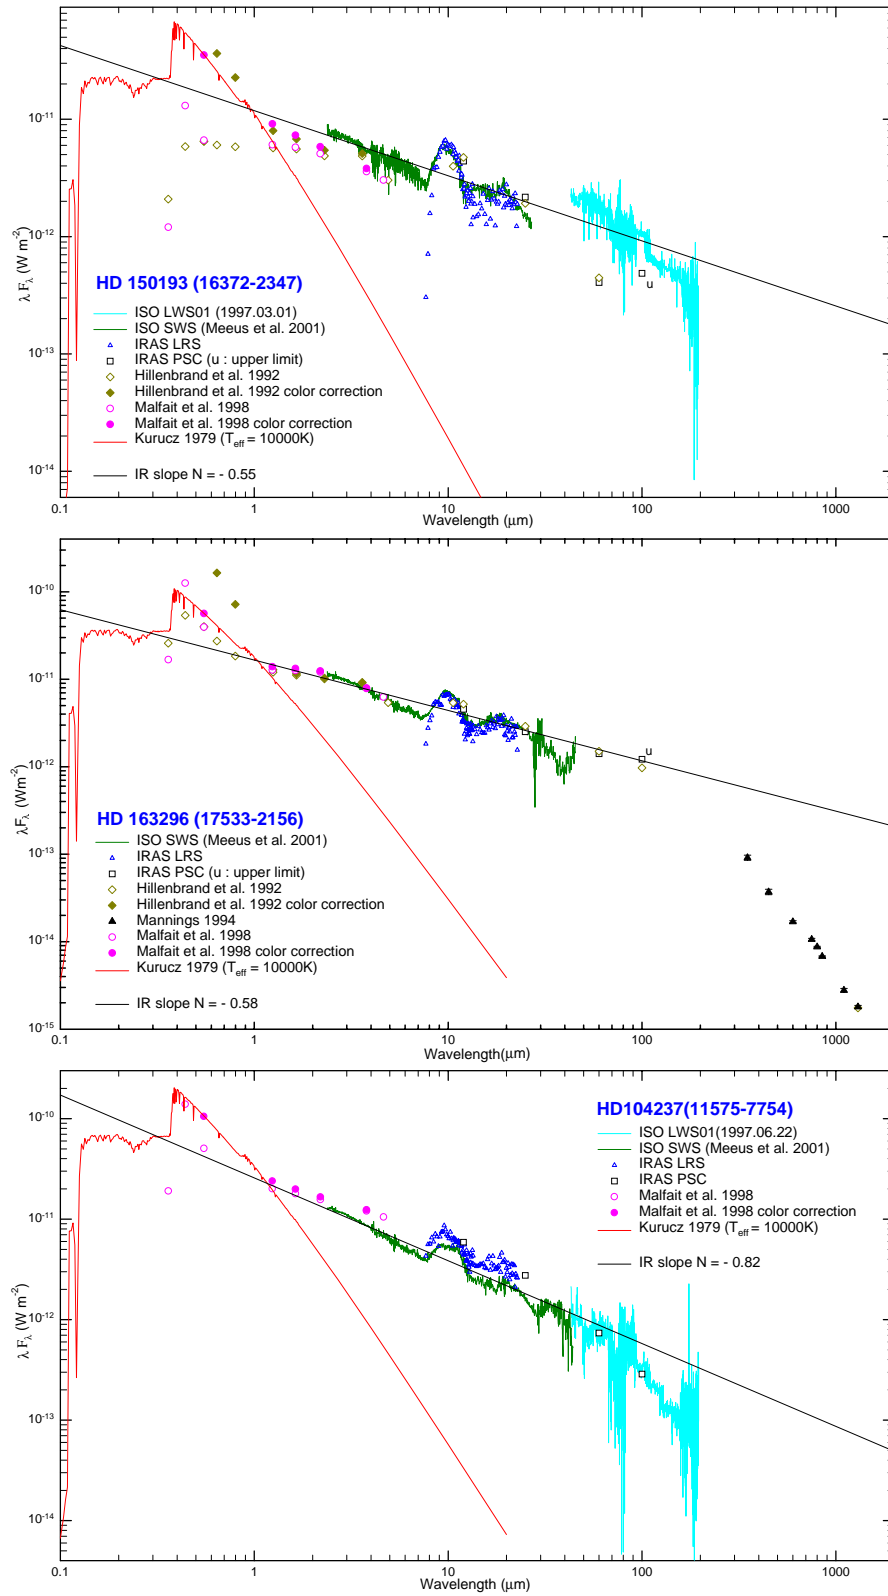 10⁻¹¹
10⁻¹²
10⁻¹³
10⁻¹⁴
λ F_λ (W m⁻²)
u
HD 150193 (16372-2347)
ISO LWS01 (1997.03.01)
ISO SWS (Meeus et al. 2001)
IRAS LRS
IRAS PSC (u : upper limit)
Hillenbrand et al. 1992
Hillenbrand et al. 1992 color correction
Malfait et al. 1998
Malfait et al. 1998 color correction
Kurucz 1979 (T_eff = 10000K)
IR slope N = - 0.55
0.1 1 10 100 1000
Wavelength (μm)
10⁻¹⁰
10⁻¹¹
10⁻¹²
10⁻¹³
10⁻¹⁴
10⁻¹⁵
λF_λ (Wm⁻²)
u
HD 163296 (17533-2156)
ISO SWS (Meeus et al. 2001)
IRAS LRS
IRAS PSC (u : upper limit)
Hillenbrand et al. 1992
Hillenbrand et al. 1992 color correction
Mannings 1994
Malfait et al. 1998
Malfait et al. 1998 color correction
Kurucz 1979 (T_eff = 10000K)
IR slope N = - 0.58
0.1 1 10 100 1000
Wavelength(μm)
10⁻¹⁰
10⁻¹¹
10⁻¹²
10⁻¹³
10⁻¹⁴
λ F_λ (W m⁻²)
HD104237(11575-7754)
ISO LWS01(1997.06.22)
ISO SWS (Meeus et al. 2001)
IRAS LRS
IRAS PSC
Malfait et al. 1998
Malfait et al. 1998 color correction
Kurucz 1979 (T_eff = 10000K)
IR slope N = - 0.82
0.1 1 10 100 1000
Wavelength (μm)